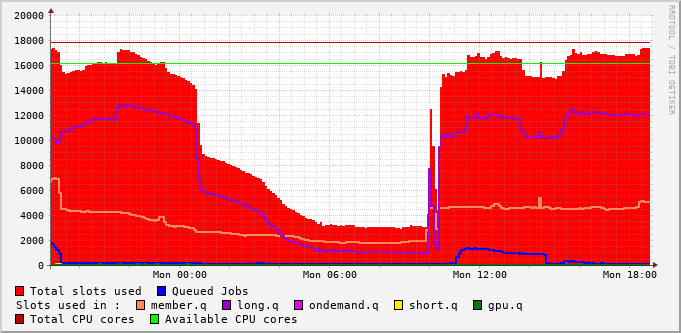 20000
18000
16000
14000
12000
10000
8000
6000
4000
2000
0
Mon 00:00 Mon 06:00 Mon 12:00 Mon 18:00
RRDTOOL / TOBI OETIKER
Total slots used Queued Jobs
Slots used in : member.q long.q ondemand.q short.q gpu.q
Total CPU cores
Available CPU cores